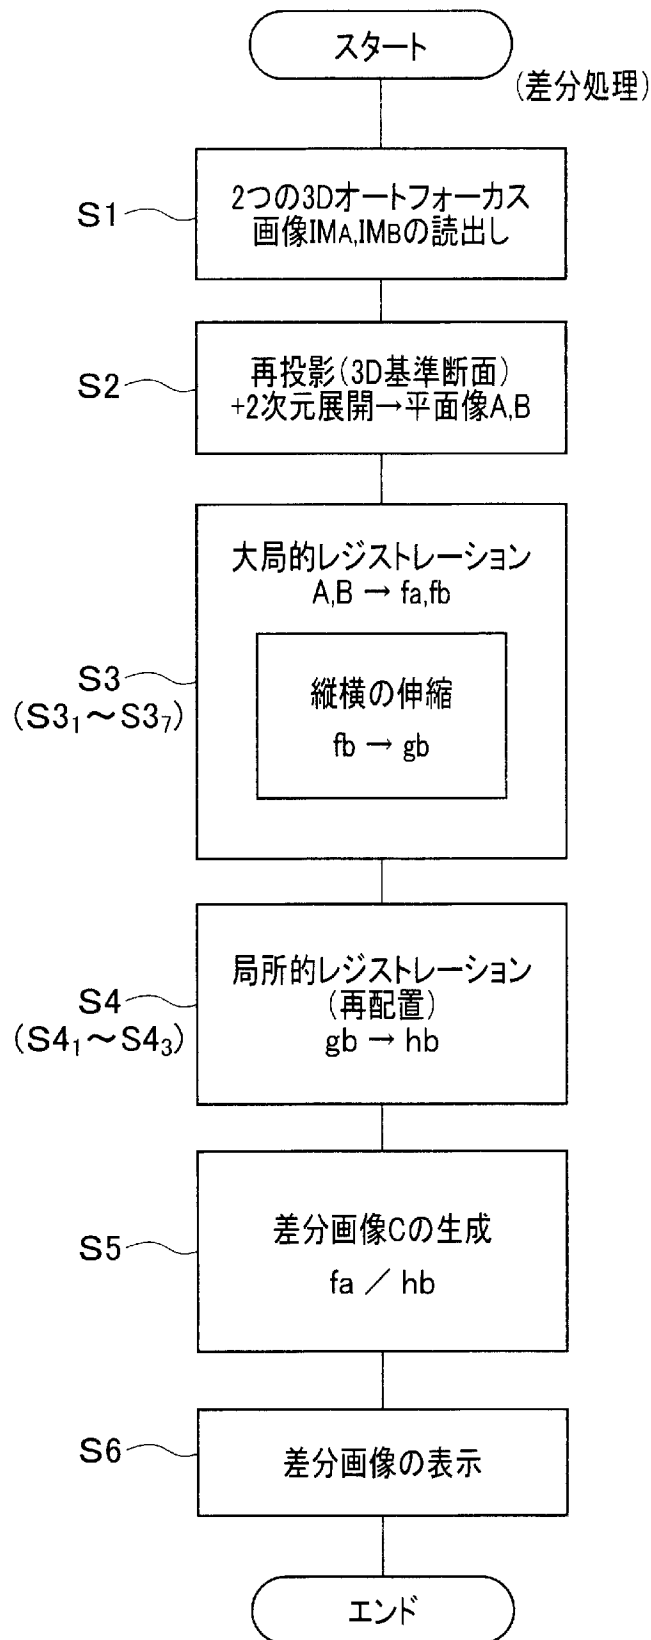 スタート
(差分処理)
S1
2つの3Dオートフォーカス
画像IMA,IMBの読出し
S2
再投影(3D基準断面)
+2次元展開→平面像A,B
S3
(S3₁〜S3₇)
大局的レジストレーション
A,B → fa,fb
縦横の伸縮
fb → gb
S4
(S4₁〜S4₃)
局所的レジストレーション
(再配置)
gb → hb
S5
差分画像Cの生成
fa / hb
S6
差分画像の表示
エンド